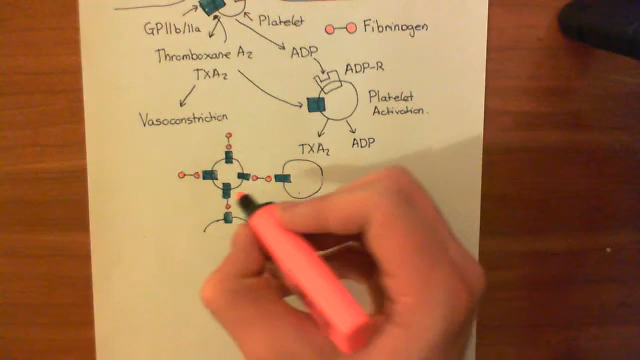 GPIIb/IIa
Platelet
Fibrinogen
Thromboxane A₂
TXA₂
ADP
ADP-R
Platelet
Activation.
Vasoconstriction
TXA₂
ADP